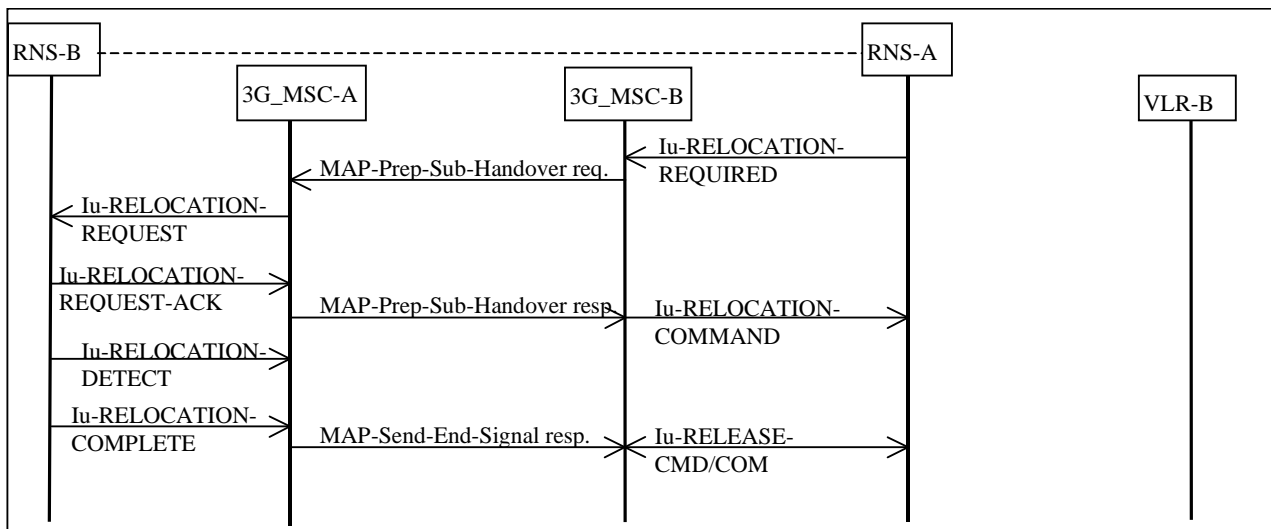 RNS-B
RNS-A
3G_MSC-A
3G_MSC-B
VLR-B
Iu-RELOCATION-
REQUIRED
MAP-Prep-Sub-Handover req.
Iu-RELOCATION-
REQUEST
Iu-RELOCATION-
REQUEST-ACK
MAP-Prep-Sub-Handover resp.
Iu-RELOCATION-
COMMAND
Iu-RELOCATION-
DETECT
Iu-RELOCATION-
COMPLETE
MAP-Send-End-Signal resp.
Iu-RELEASE-
CMD/COM